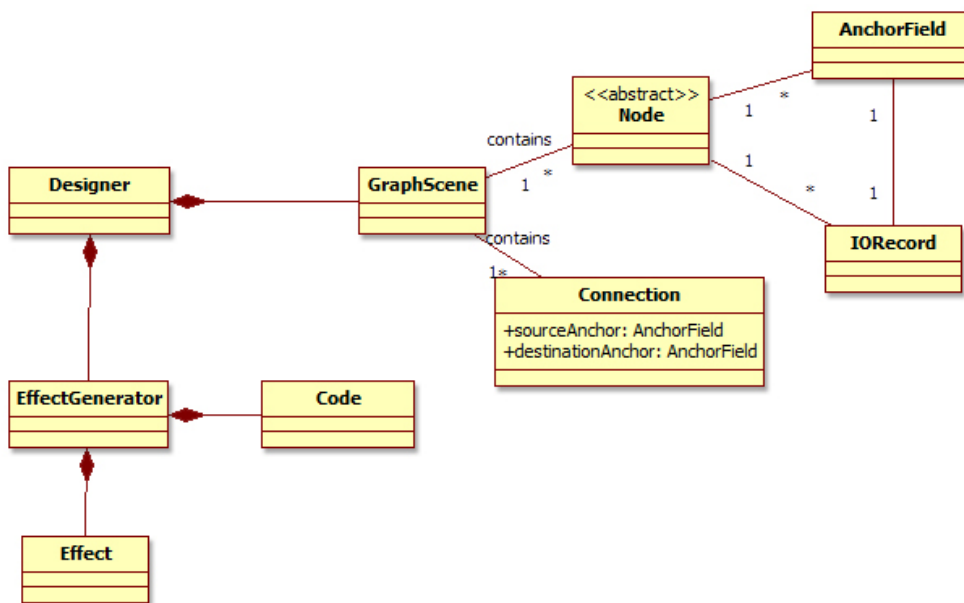 AnchorField
<<abstract>>
Node
*
1
1
contains
1
*
Designer
GraphScene
1
*
1
IORecord
contains
1*
Connection
+sourceAnchor: AnchorField
+destinationAnchor: AnchorField
EffectGenerator
Code
Effect